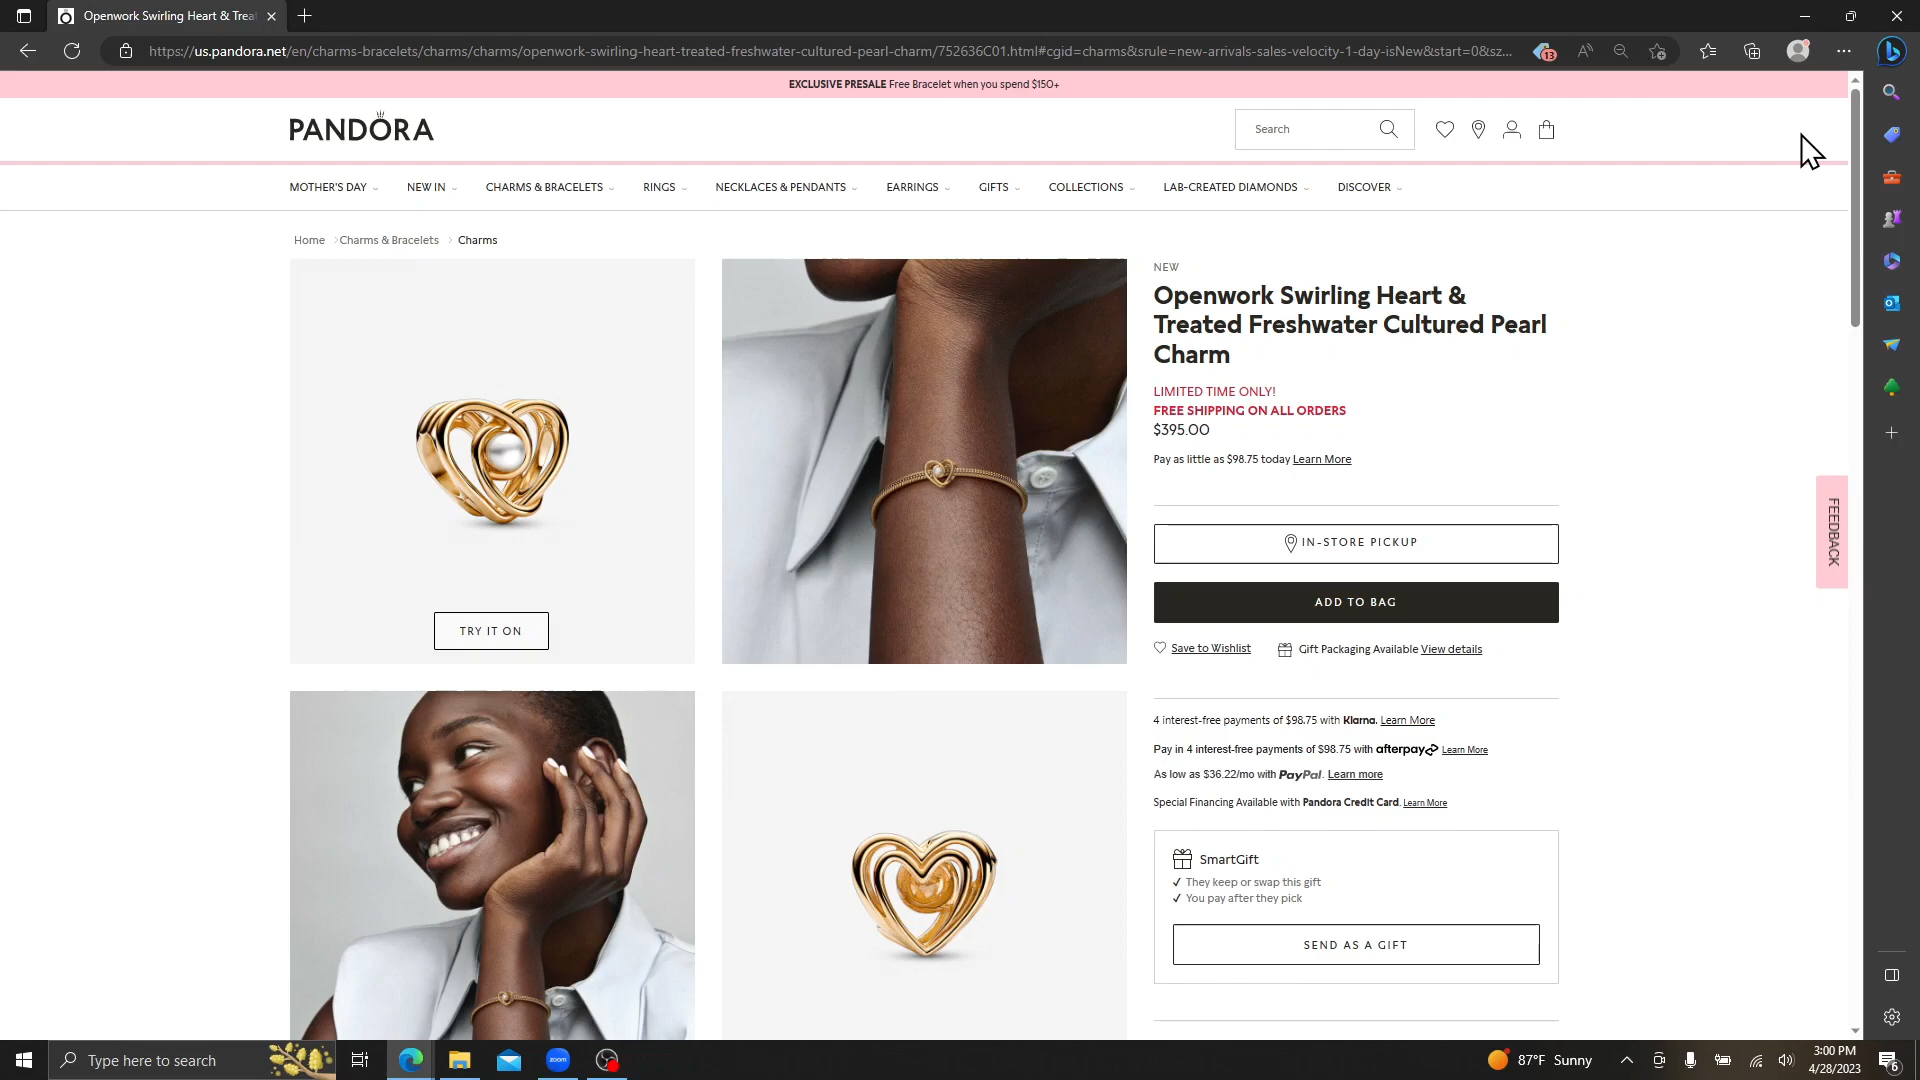 Openwork Swirling Heart & Trea
https://us.pandora.net/en/charms-bracelets/charms/charms/openwork-swirling-heart-treated-freshwater-cultured-pearl-charm/752636C01.html#cgid=charms&srule=new-arrivals-sales-velocity-1-day-isNew&start=0&sz...
13
EXCLUSIVE PRESALE Free Bracelet when you spend $150+
PANDORA
Search
MOTHER'S DAY
NEW IN
CHARMS & BRACELETS
RINGS
NECKLACES & PENDANTS
EARRINGS
GIFTS
COLLECTIONS
LAB-CREATED DIAMONDS
DISCOVER
Home > Charms & Bracelets > Charms
NEW
Openwork Swirling Heart &
Treated Freshwater Cultured Pearl
Charm
LIMITED TIME ONLY!
FREE SHIPPING ON ALL ORDERS
$395.00
Pay as little as $98.75 today Learn More
IN-STORE PICKUP
ADD TO BAG
Save to Wishlist
Gift Packaging Available View details
TRY IT ON
4 interest-free payments of $98.75 with Klarna. Learn More
Pay in 4 interest-free payments of $98.75 with afterpay Learn More
As low as $36.22/mo with PayPal. Learn more
Special Financing Available with Pandora Credit Card. Learn More
SmartGift
✓ They keep or swap this gift
✓ You pay after they pick
SEND AS A GIFT
FEEDBACK
Type here to search
zoom
87°F Sunny
3:00 PM
4/28/2023
6